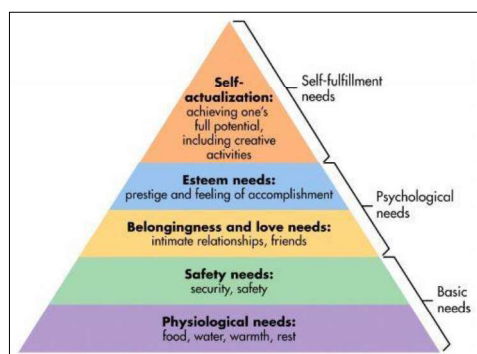 Self-
actualization:
achieving one's
full potential,
including creative
activities
Self-fulfillment
needs
Esteem needs:
prestige and feeling of accomplishment
Belongingness and love needs:
intimate relationships, friends
Psychological
needs
Safety needs:
security, safety
Physiological needs:
food, water, warmth, rest
Basic
needs